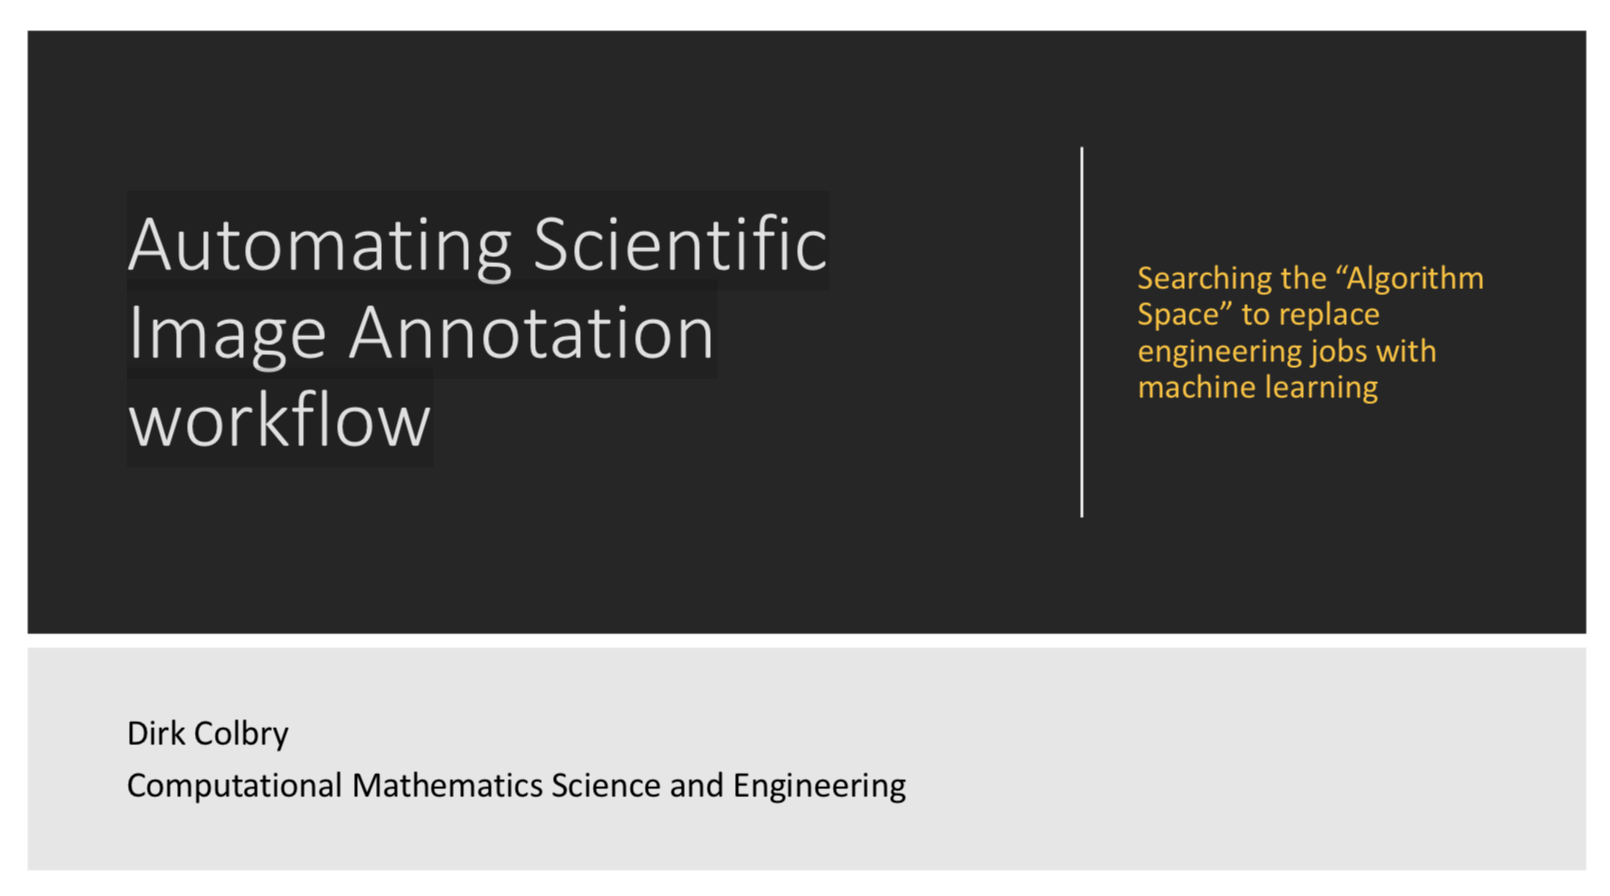 Automating Scientific
Image Annotation
workflow
Searching the “Algorithm
Space” to replace
engineering jobs with
machine learning
Dirk Colbry
Computational Mathematics Science and Engineering